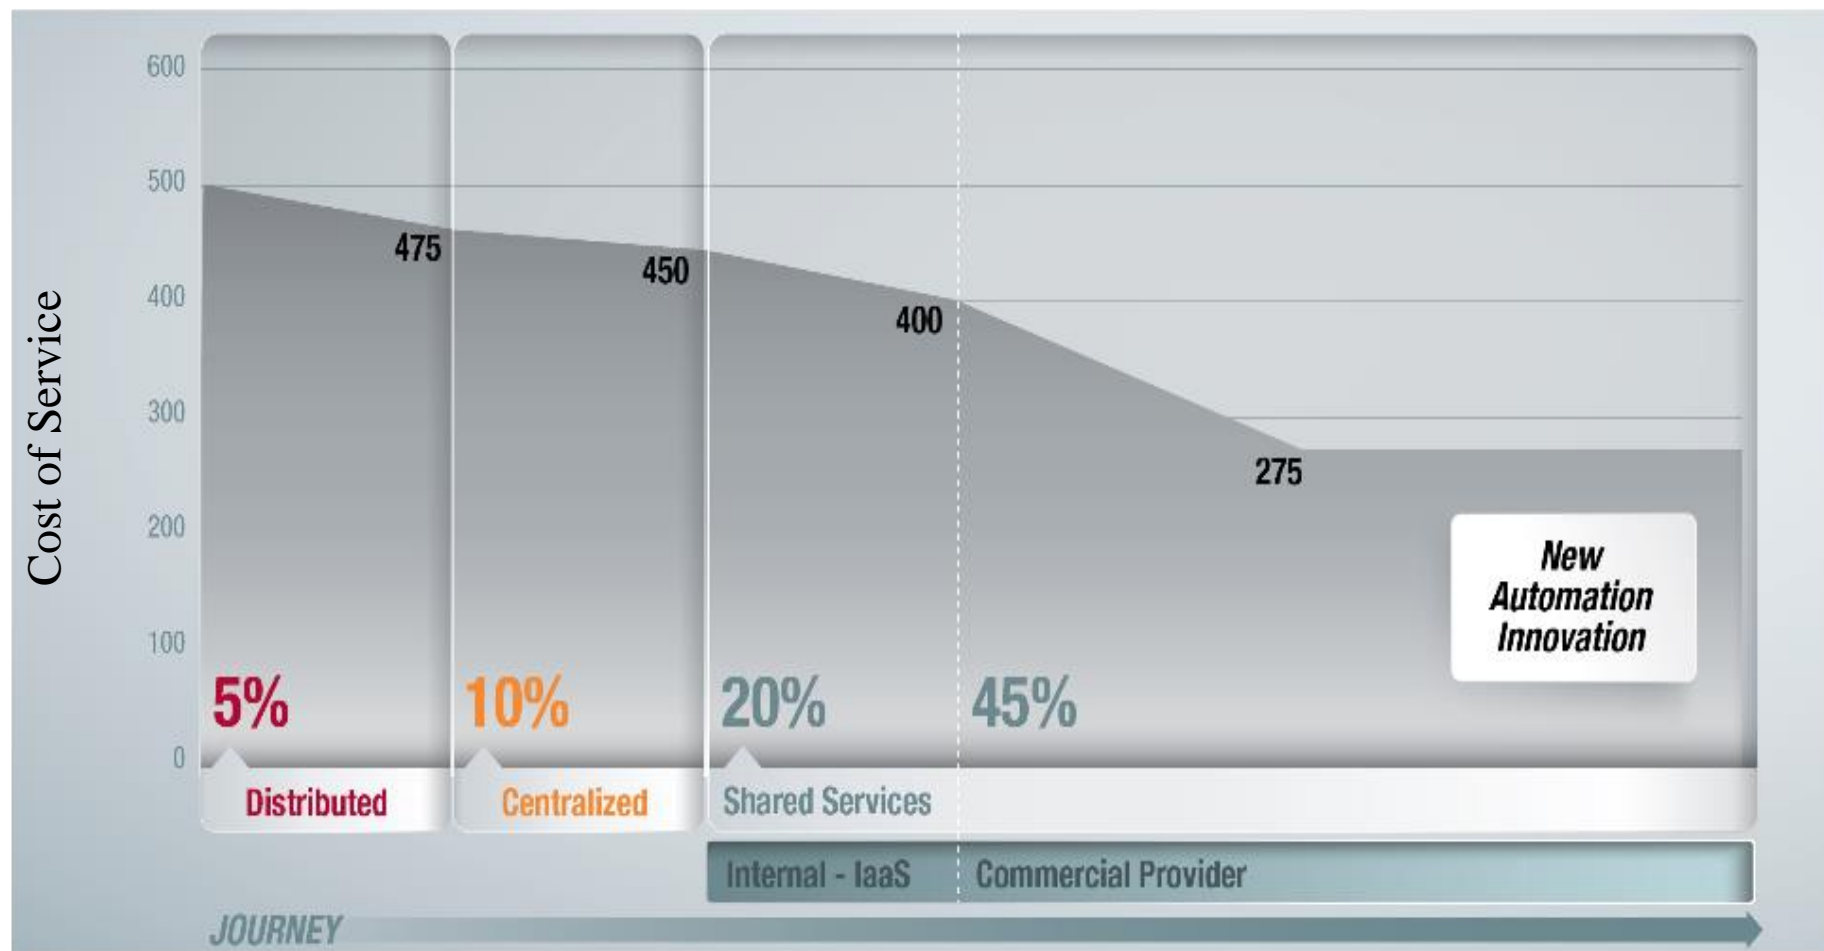 Cost of Service
600
500
400
300
200
100
0
475
450
400
275
New
Automation
Innovation
5%
10%
20%
45%
Distributed
Centralized
Shared Services
Internal - IaaS
Commercial Provider
JOURNEY